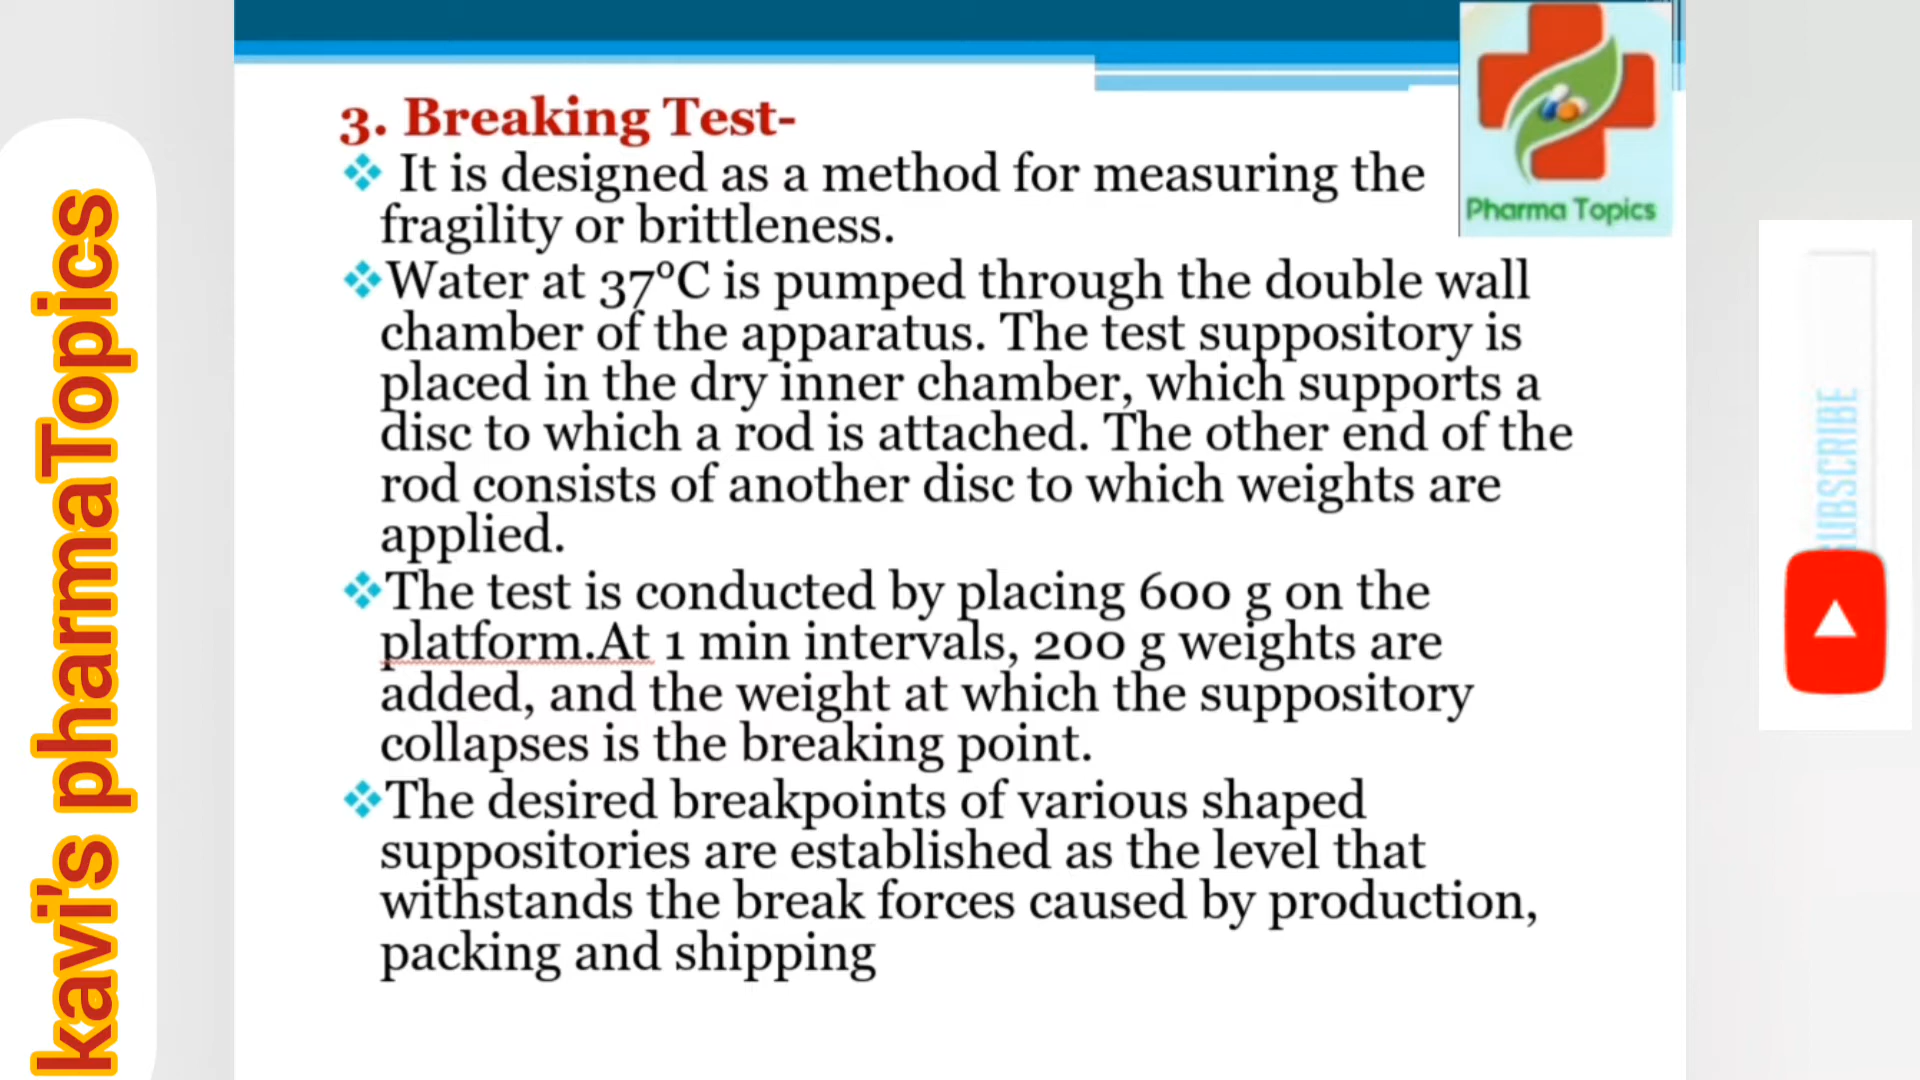 kavi's pharmaTopics
Pharma Topics
3. Breaking Test-
It is designed as a method for measuring the
fragility or brittleness.
Water at 37°C is pumped through the double wall
chamber of the apparatus. The test suppository is
placed in the dry inner chamber, which supports a
disc to which a rod is attached. The other end of the
rod consists of another disc to which weights are
applied.
The test is conducted by placing 600 g on the
platform.At 1 min intervals, 200 g weights are
added, and the weight at which the suppository
collapses is the breaking point.
The desired breakpoints of various shaped
suppositories are established as the level that
withstands the break forces caused by production,
packing and shipping
SUBSCRIBE